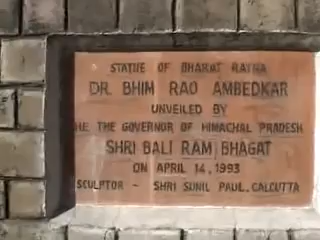 STATUE OF BHARAT RATNA
DR. BHIM RAO AMBEDKAR
UNVEILED BY
HE THE GOVERNOR OF HIMACHAL PRADESH
SHRI BALI RAM BHAGAT
ON APRIL 14, 1993
SCULPTOR - SHRI SUNIL PAUL, CALCUTTA